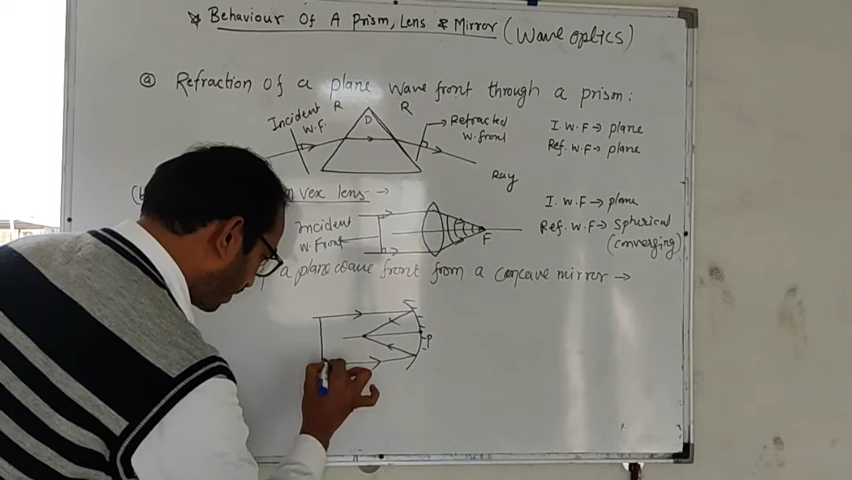 Behaviour Of A Prism, Lens & Mirror (Wave optics)
(a) Refraction of a plane wave front through a prism:
Incident
W.F.
R
R
D
Refracted
W.front
I.W.F → plane
Ref. W.F → plane
Ray
(b) vex lens →
Incident
W. Front
F
I.W.F → plane
Ref. W.F → Spherical
(converging)
a plane wave front from a concave mirror →
P